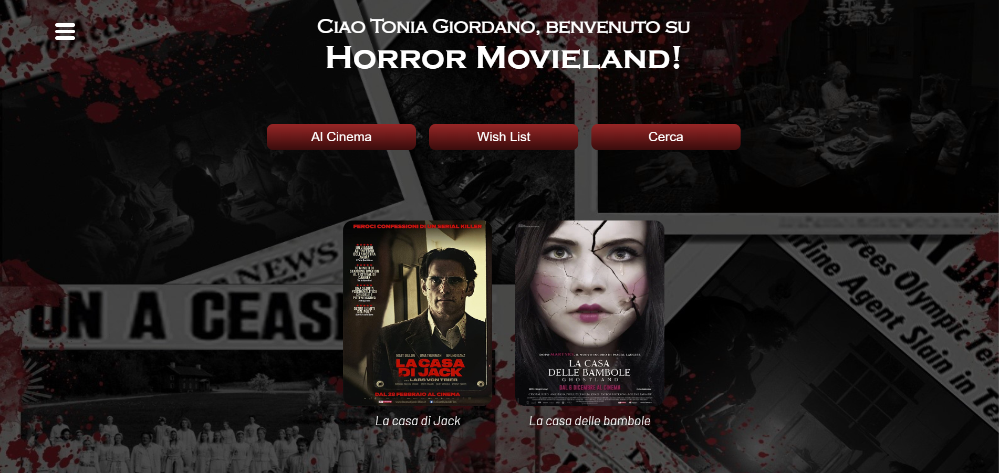 CIAO TONIA GIORDANO, BENVENUTO SU
HORROR MOVIELAND!
Al Cinema
Wish List
Cerca
FEROCI CONFESSIONI DI UN SERIAL KILLER
UN VIAGGIO
ALL'INFERNO
DELLA NOSTRA
ANIMA
10 MINUTI DI
STANDING OVATION
AL FESTIVAL DI
CANNES
UNA SEDUTA
PSICOANALITICA
CRUDELE E
POTENTISSIMA
OLTRE I LIMITI
DEL PULP
MATT DILLON UMA THURMAN BRUNO GANZ
LA CASA
DI JACK
LARS VON TRIER
DAL 28 FEBBRAIO AL CINEMA
DOPO MARTYRS, IL NUOVO INCUBO DI PASCAL LAUGIER
LA CASA
DELLE BAMBOLE
GHOSTLAND
DAL 6 DICEMBRE AL CINEMA
CRYSTAL REED ANASTASIA PHILLIPS EMILIA JONES TAYLOR HICKSON E MYLÈNE FARMER
La casa di Jack
La casa delle bambole
NEWS
ON A CEASE
rrees Olympic Ter
irline Agent Slain in Te